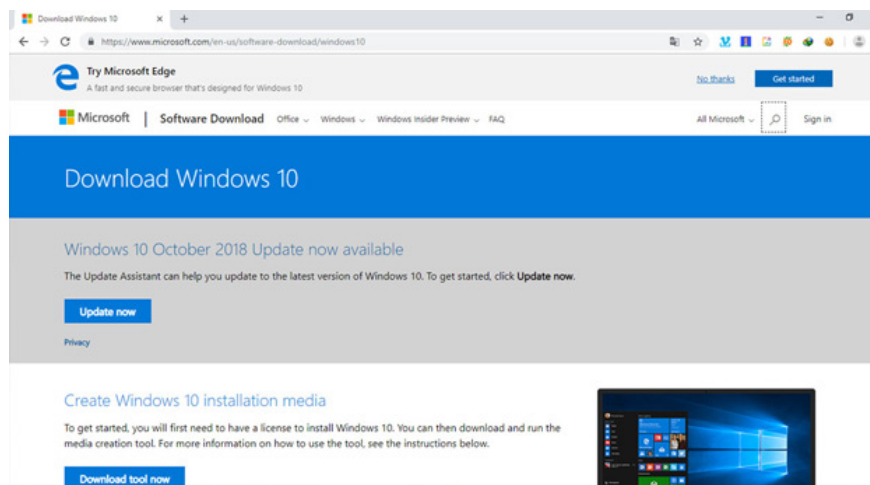 Download Windows 10
https://www.microsoft.com/en-us/software-download/windows10
Try Microsoft Edge
A fast and secure browser that's designed for Windows 10
No thanks
Get started
Microsoft
Software Download
Office
Windows
Windows Insider Preview
FAQ
All Microsoft
Sign in
Download Windows 10
Windows 10 October 2018 Update now available
The Update Assistant can help you update to the latest version of Windows 10. To get started, click Update now.
Update now
Privacy
Create Windows 10 installation media
To get started, you will first need to have a license to install Windows 10. You can then download and run the
media creation tool. For more information on how to use the tool, see the instructions below.
Download tool now